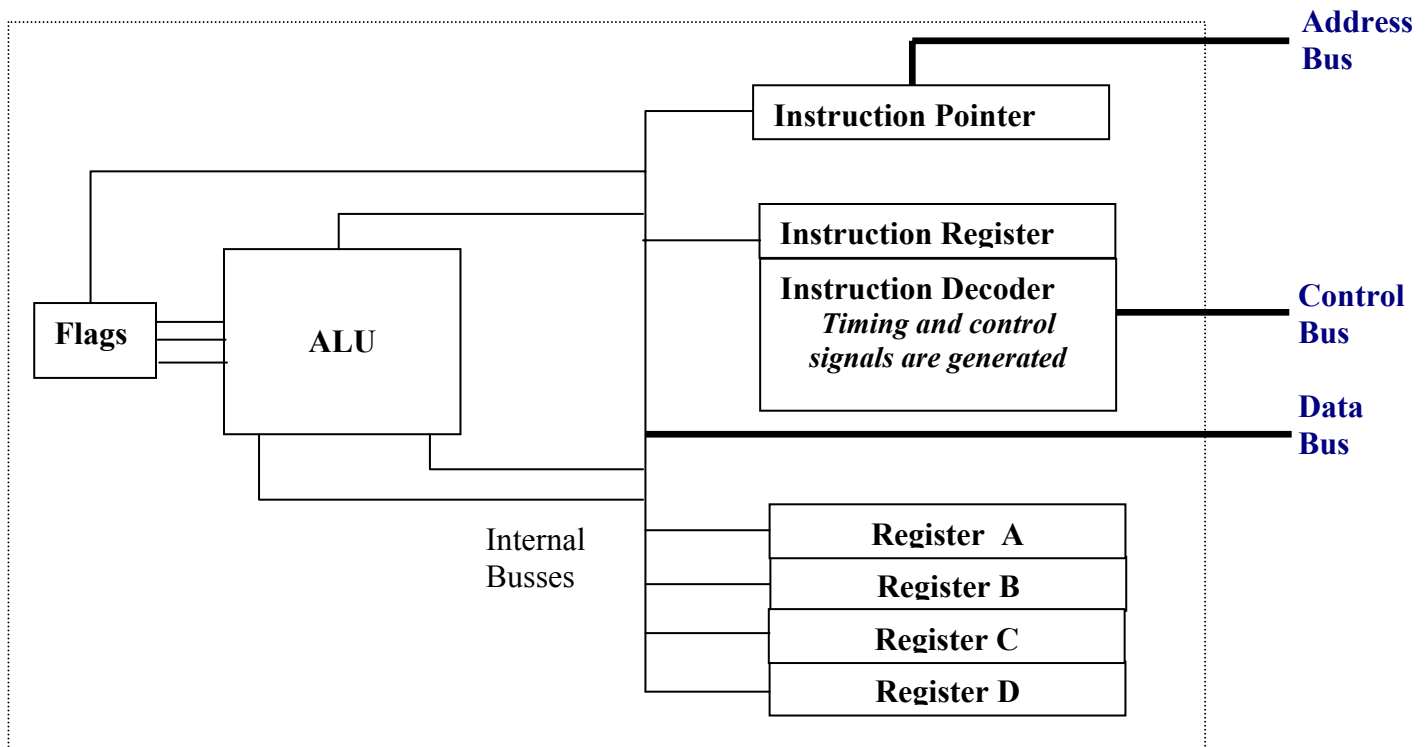 Address
Bus
Instruction Pointer
Instruction Register
Instruction Decoder
Timing and control
signals are generated
Control
Bus
Flags
ALU
Data
Bus
Internal
Busses
Register A
Register B
Register C
Register D